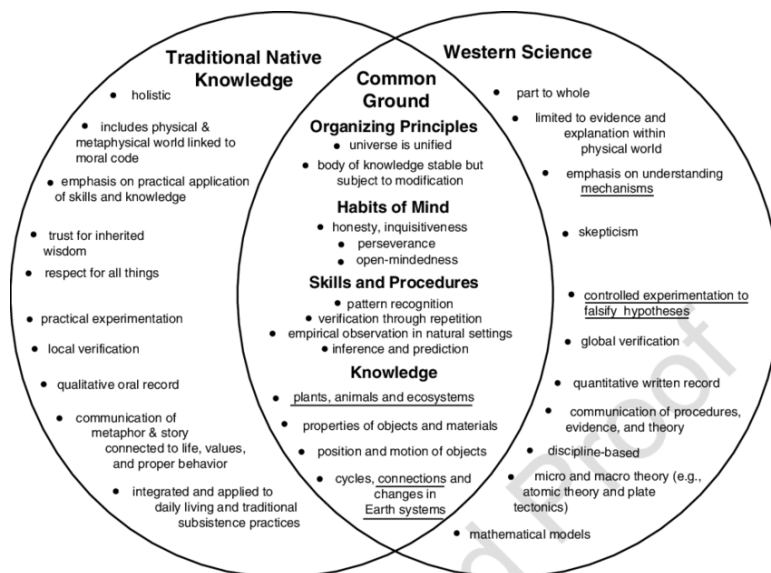 Traditional Native
Knowledge
• holistic
• includes physical &
metaphysical world linked to
moral code
• emphasis on practical application
of skills and knowledge
• trust for inherited
wisdom
• respect for all things
• practical experimentation
• local verification
• qualitative oral record
• communication of
metaphor & story
connected to life, values,
and proper behavior
• integrated and applied to
daily living and traditional
subsistence practices
Common
Ground
Organizing Principles
• universe is unified
• body of knowledge stable but
subject to modification
Habits of Mind
• honesty, inquisitiveness
• perseverance
• open-mindedness
Skills and Procedures
• pattern recognition
• verification through repetition
• empirical observation in natural settings
• inference and prediction
Knowledge
• plants, animals and ecosystems
• properties of objects and materials
• position and motion of objects
• cycles, connections and
changes in
Earth systems
Western Science
• part to whole
• limited to evidence and
explanation within
physical world
• emphasis on understanding
mechanisms
• skepticism
• controlled experimentation to
falsify hypotheses
• global verification
• quantitative written record
• communication of procedures,
evidence, and theory
• discipline-based
• micro and macro theory (e.g.,
atomic theory and plate
tectonics)
• mathematical models
d Proof